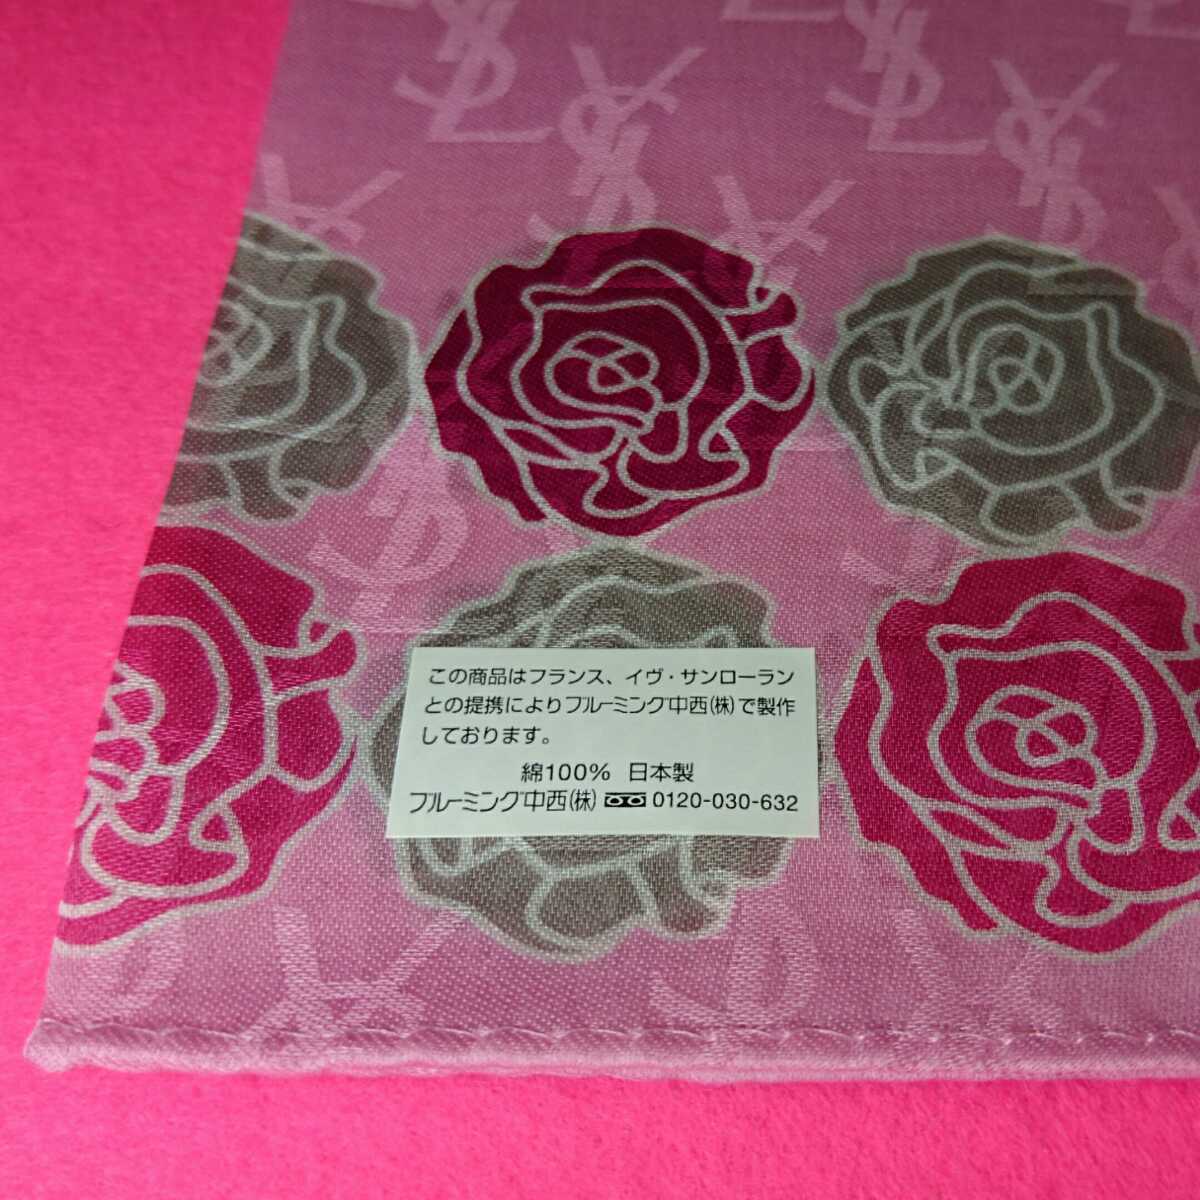 この商品はフランス、イヴ・サンローラン
との提携によりブルーミング中西(株)で製作
しております。
綿100% 日本製
ブルーミング中西(株) 0120-030-632